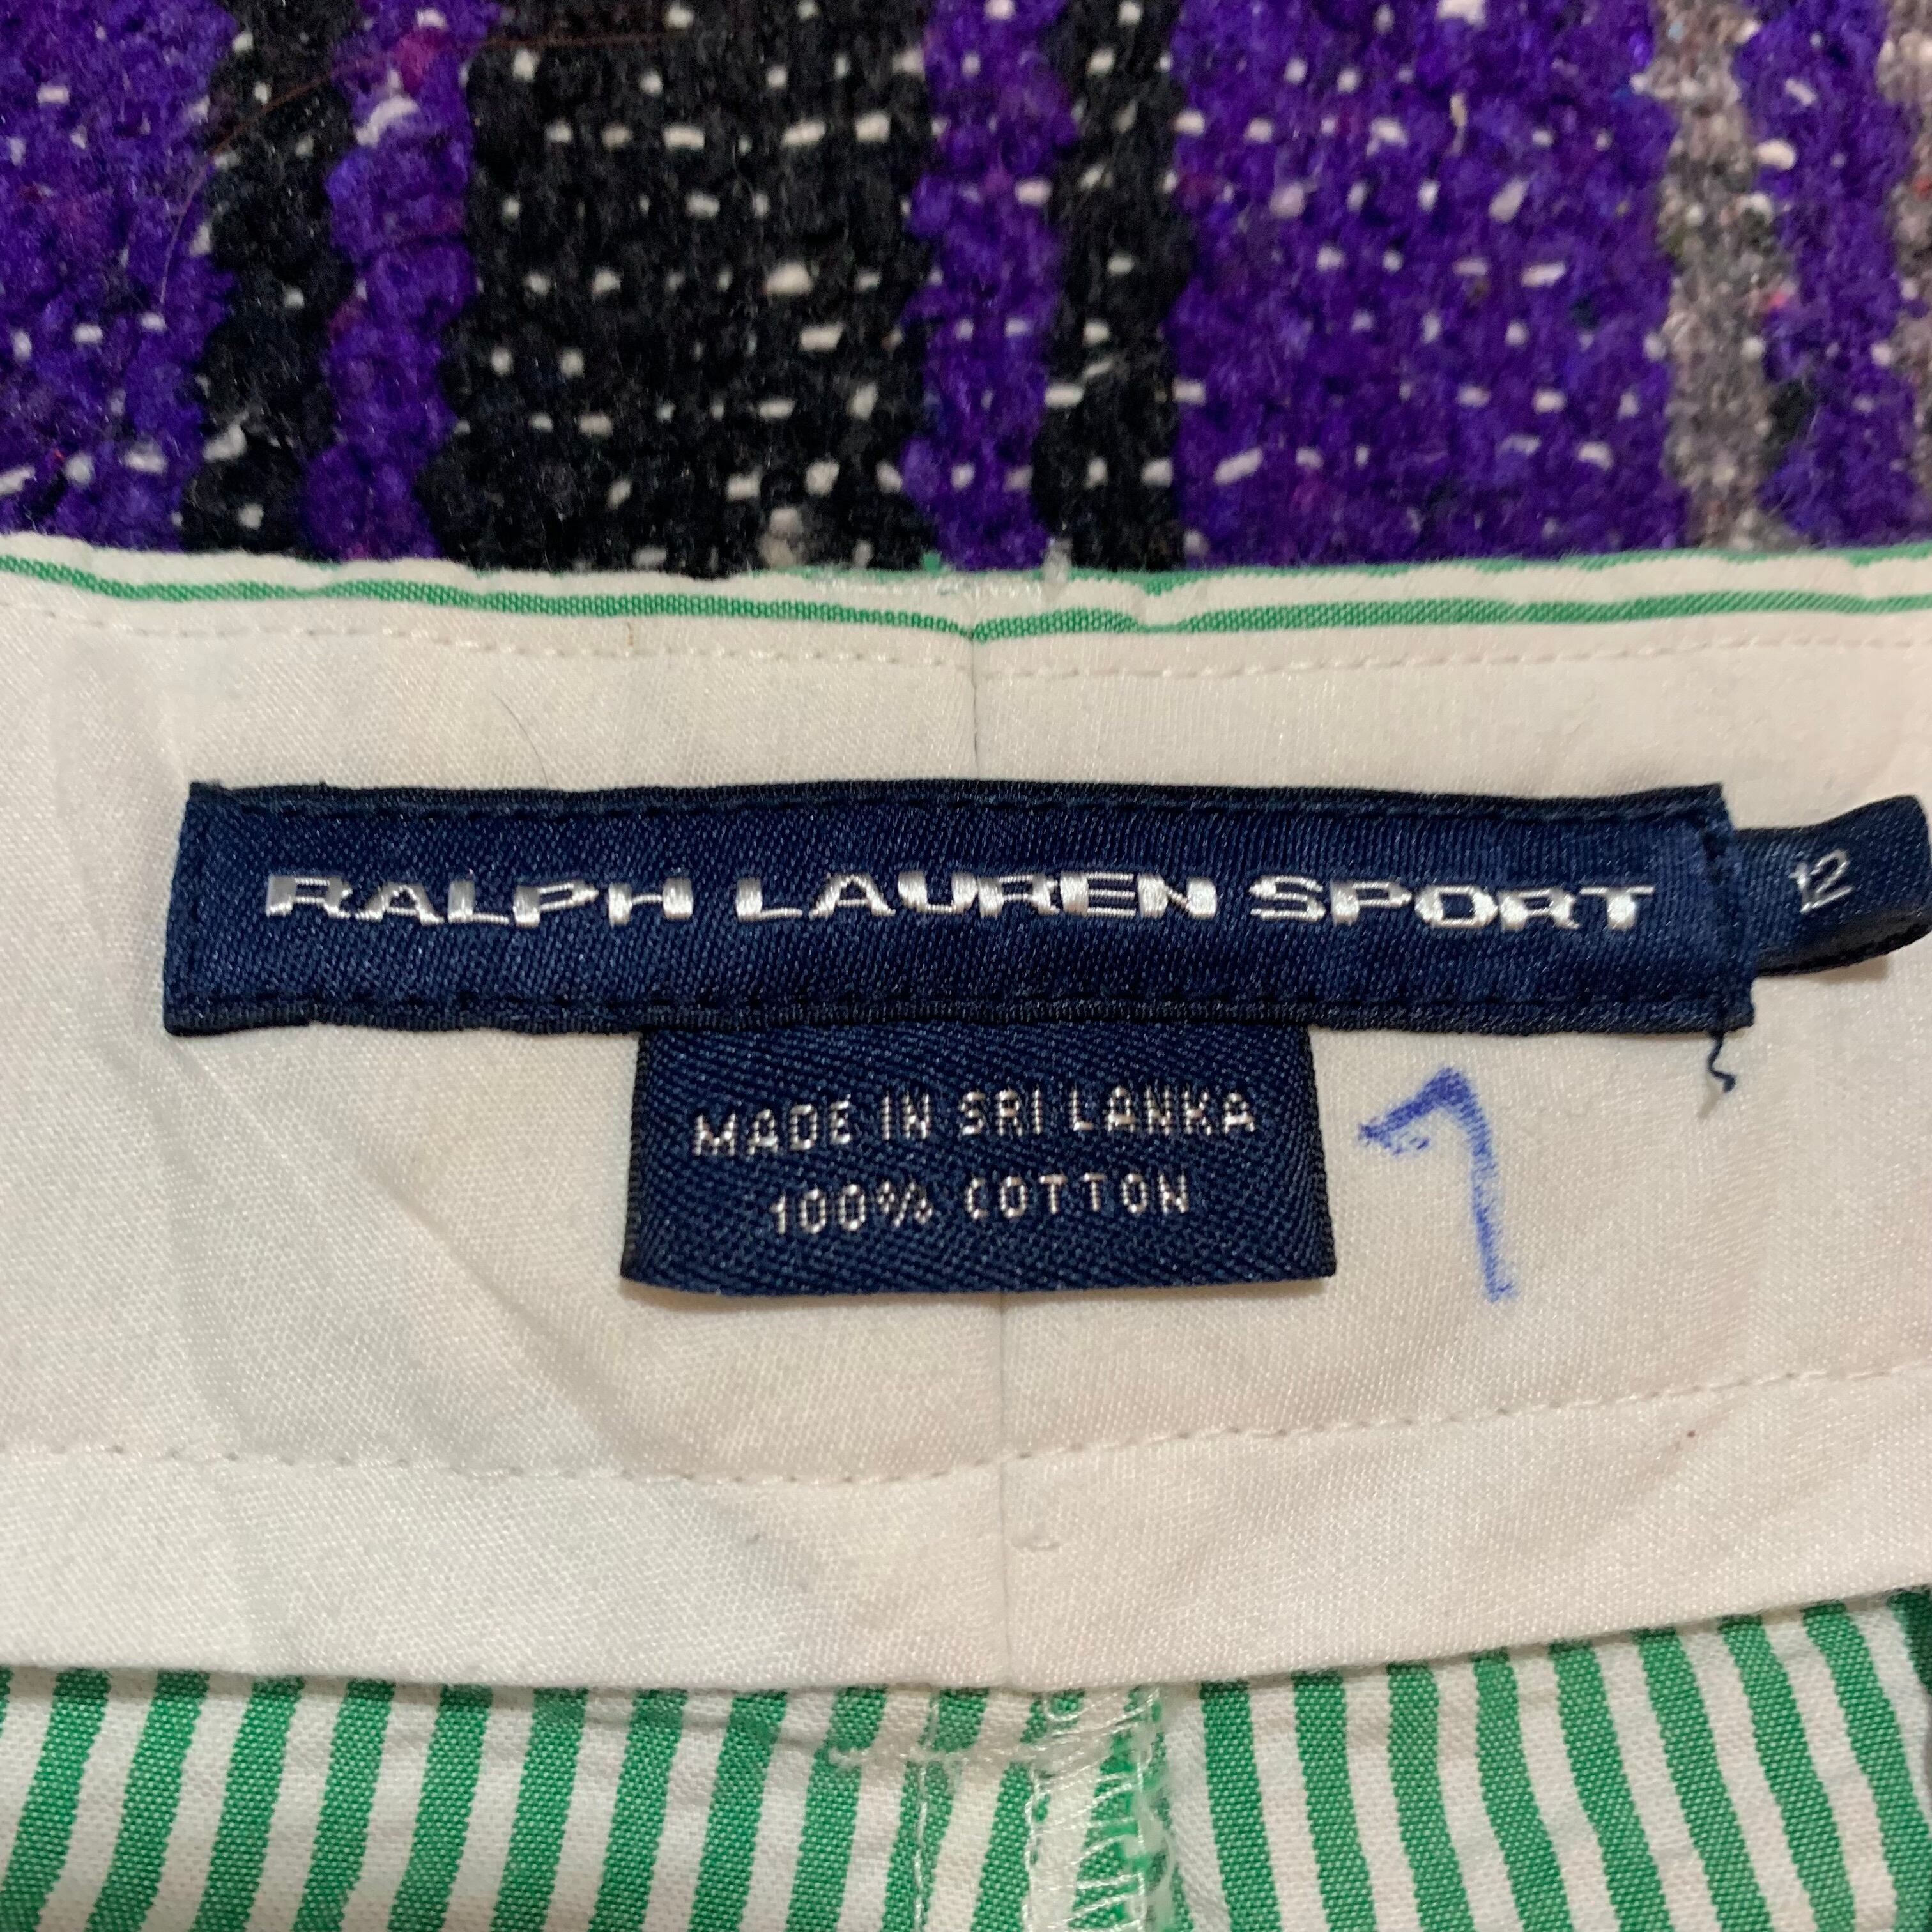 RALPH LAUREN SPORT
12
MADE IN SRI LANKA
100% COTTON
7